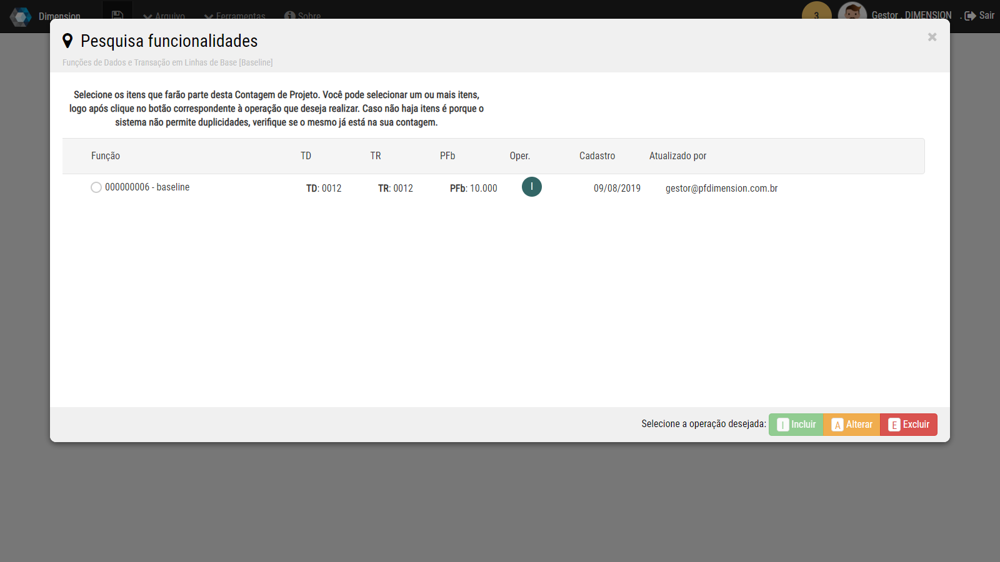 Dimension
Arquivo
Ferramentas
Sobre
3
Gestor . DIMENSION
. Sair
Pesquisa funcionalidades
×
Funções de Dados e Transação em Linhas de Base [Baseline]
Selecione os itens que farão parte desta Contagem de Projeto. Você pode selecionar um ou mais itens,
logo após clique no botão correspondente à operação que deseja realizar. Caso não haja itens é porque o
sistema não permite duplicidades, verifique se o mesmo já está na sua contagem.
Função TD TR PFb Oper. Cadastro Atualizado por
000000006 - baseline TD: 0012 TR: 0012 PFb: 10.000 I 09/08/2019 gestor@pfdimension.com.br
Selecione a operação desejada: I Incluir A Alterar E Excluir